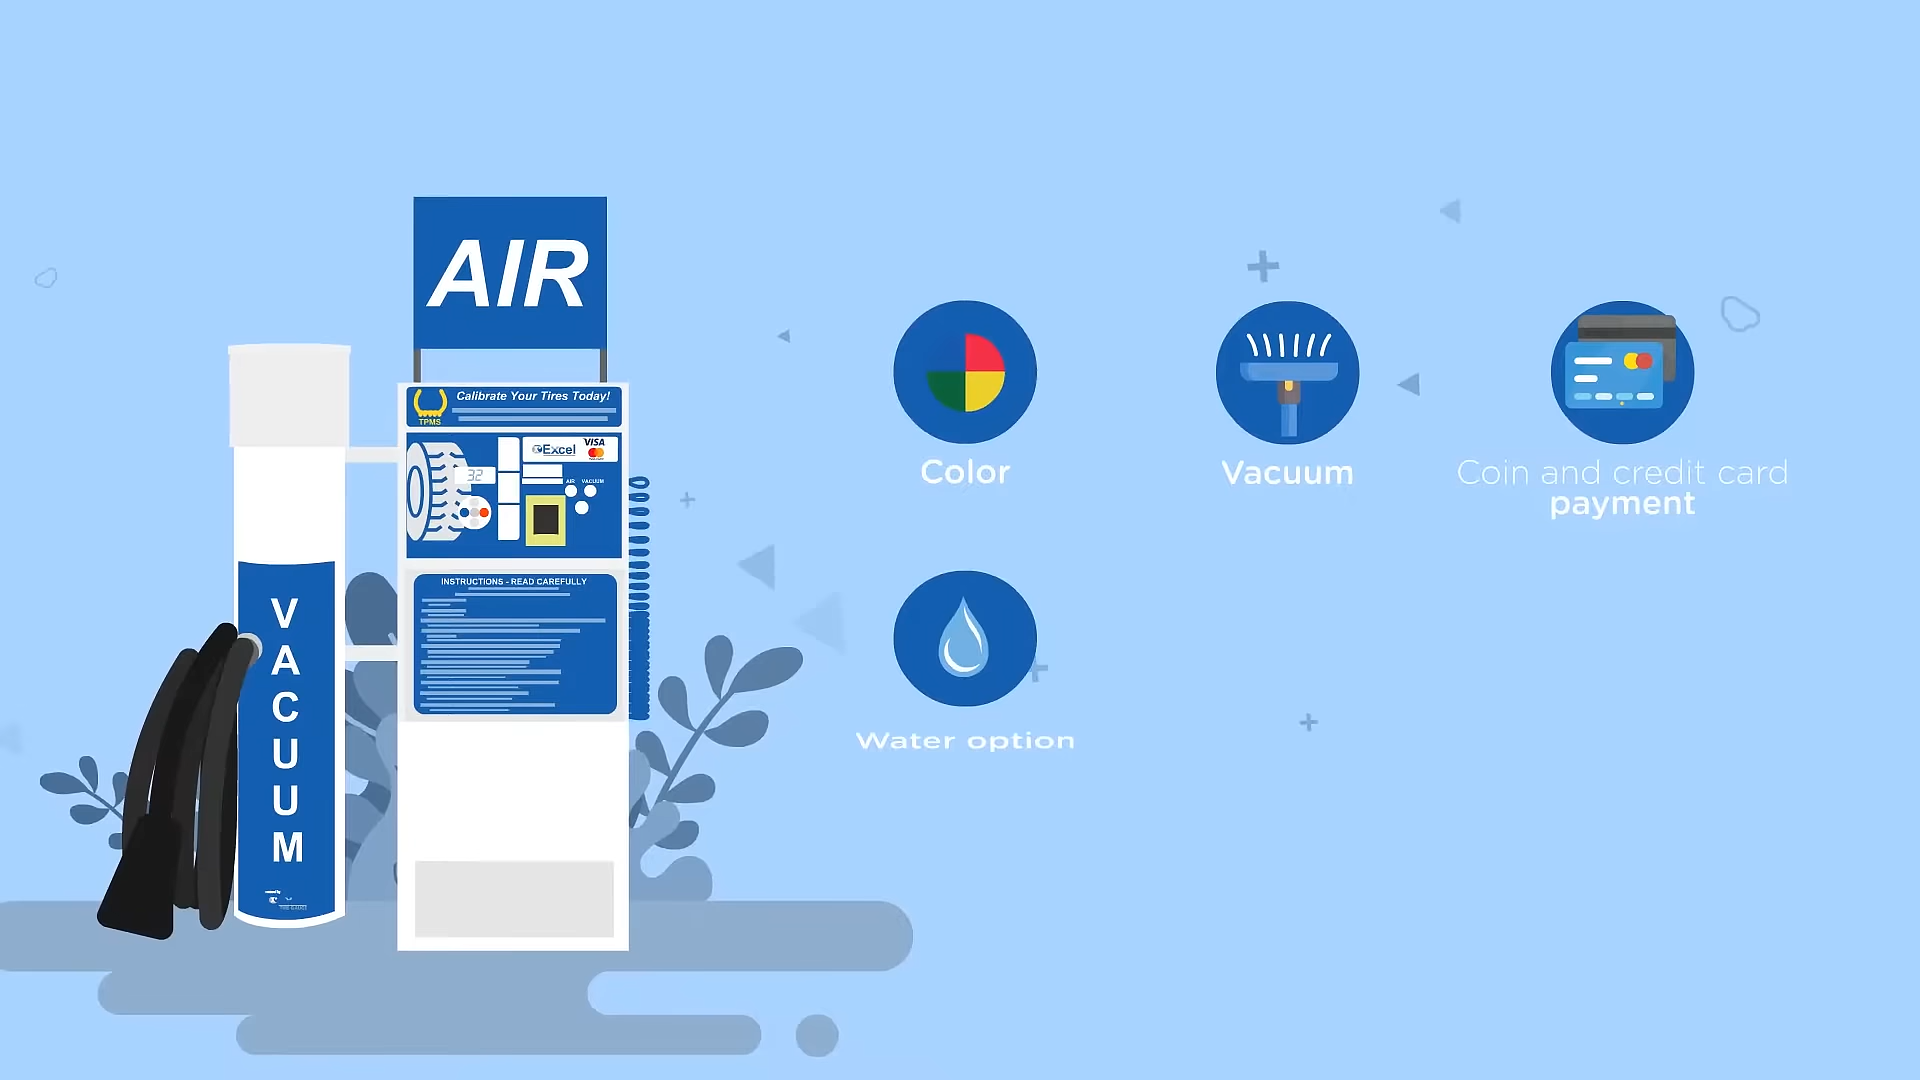 AIR
Calibrate Your Tires Today!
TPMS
Excel
VISA
32
AIR
VACUUM
INSTRUCTIONS - READ CAREFULLY
VACUUM
Color
Vacuum
Coin and credit card
payment
Water option